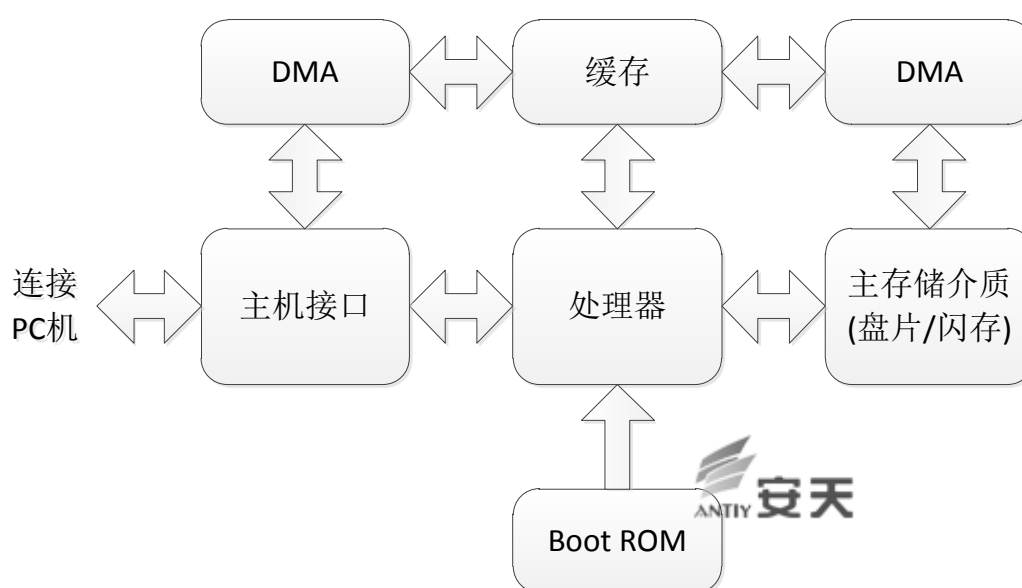 DMA
缓存
DMA
连接
PC机
主机接口
处理器
主存储介质
(盘片/闪存)
Boot ROM
ANTIY 安天